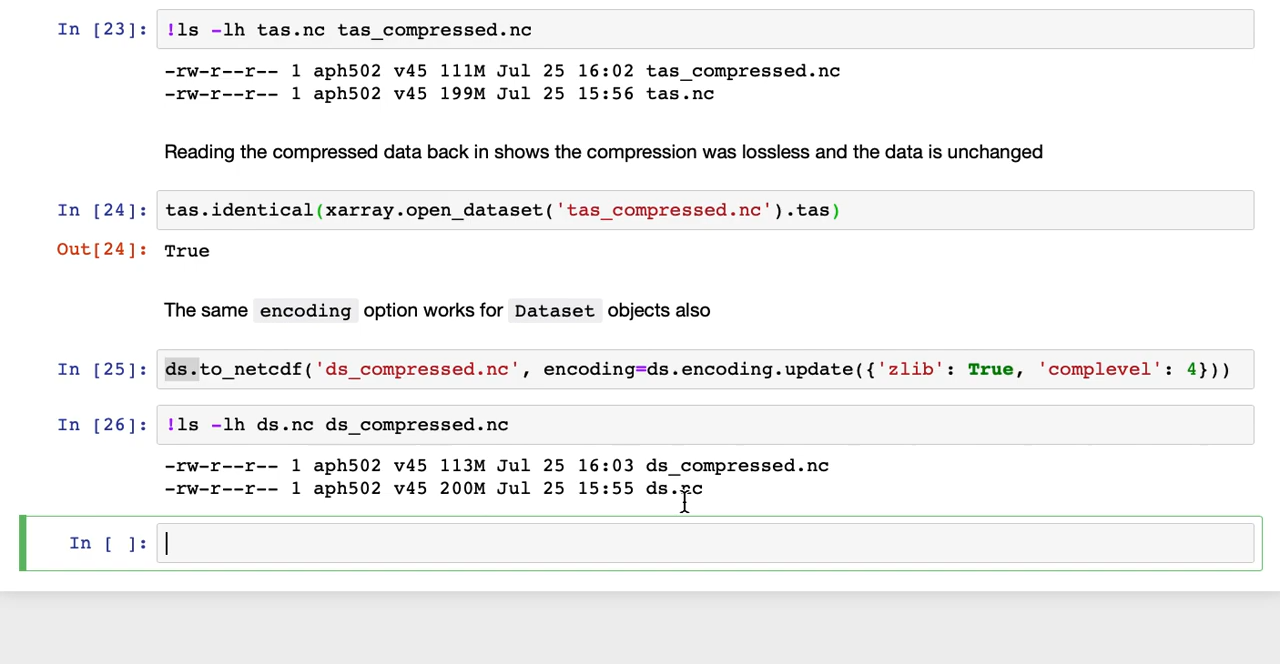 In [23]: !ls -lh tas.nc tas_compressed.nc
-rw-r--r-- 1 aph502 v45 111M Jul 25 16:02 tas_compressed.nc
-rw-r--r-- 1 aph502 v45 199M Jul 25 15:56 tas.nc
Reading the compressed data back in shows the compression was lossless and the data is unchanged
In [24]: tas.identical(xarray.open_dataset('tas_compressed.nc').tas)
Out[24]: True
The same encoding option works for Dataset objects also
In [25]: ds.to_netcdf('ds_compressed.nc', encoding=ds.encoding.update({'zlib': True, 'complevel': 4}))
In [26]: !ls -lh ds.nc ds_compressed.nc
-rw-r--r-- 1 aph502 v45 113M Jul 25 16:03 ds_compressed.nc
-rw-r--r-- 1 aph502 v45 200M Jul 25 15:55 ds.nc
In [ ]: